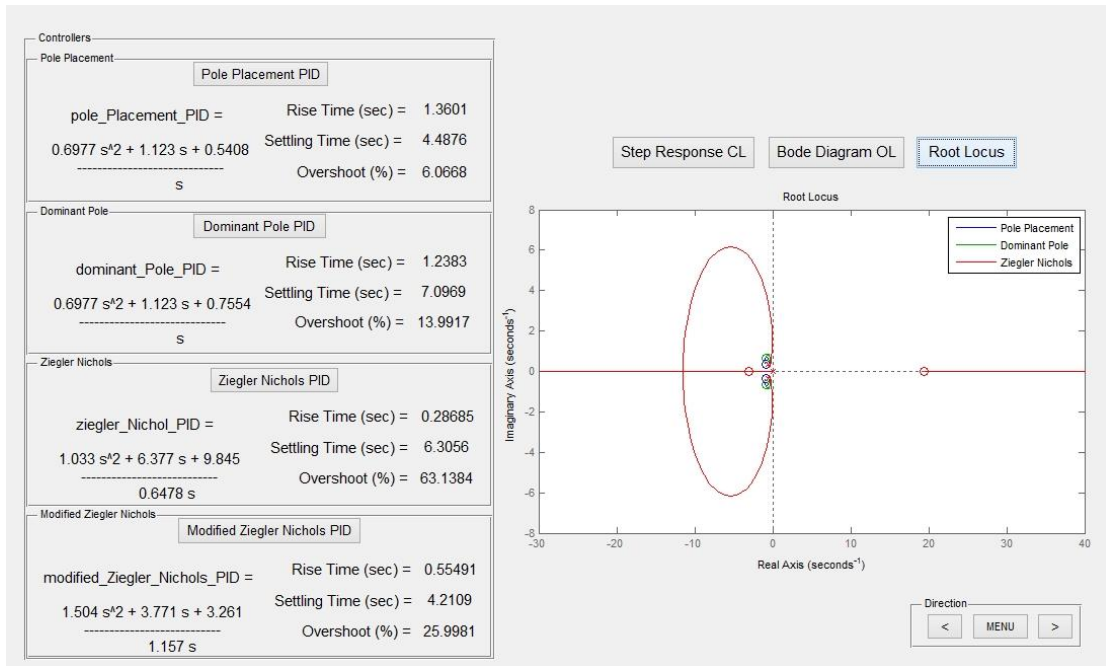 Controllers
Pole Placement
Pole Placement PID
pole_Placement_PID =
0.6977 s^2 + 1.123 s + 0.5408
-----------------------------
s
Rise Time (sec) = 1.3601
Settling Time (sec) = 4.4876
Overshoot (%) = 6.0668
Dominant Pole
Dominant Pole PID
dominant_Pole_PID =
0.6977 s^2 + 1.123 s + 0.7554
-----------------------------
s
Rise Time (sec) = 1.2383
Settling Time (sec) = 7.0969
Overshoot (%) = 13.9917
Ziegler Nichols
Ziegler Nichols PID
ziegler_Nichol_PID =
1.033 s^2 + 6.377 s + 9.845
---------------------------
0.6478 s
Rise Time (sec) = 0.28685
Settling Time (sec) = 6.3056
Overshoot (%) = 63.1384
Modified Ziegler Nichols
Modified Ziegler Nichols PID
modified_Ziegler_Nichols_PID =
1.504 s^2 + 3.771 s + 3.261
---------------------------
1.157 s
Rise Time (sec) = 0.55491
Settling Time (sec) = 4.2109
Overshoot (%) = 25.9981
Step Response CL
Bode Diagram OL
Root Locus
Root Locus
Pole Placement
Dominant Pole
Ziegler Nichols
Imaginary Axis (seconds^-1)
8
6
4
2
0
-2
-4
-6
-8
-30 -20 -10 0 10 20 30 40
Real Axis (seconds^-1)
Direction
< MENU >